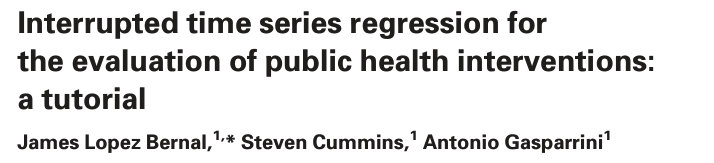 Interrupted time series regression for
the evaluation of public health interventions:
a tutorial
James Lopez Bernal,1,* Steven Cummins,1 Antonio Gasparrini1